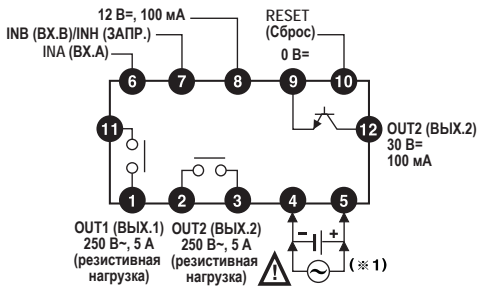 12 В=, 100 мА
INB (ВХ.В)/INH (ЗАПР.)
INA (ВХ.А)
RESET
(Сброс)
0 В=
6 7 8 9 10
11
12
OUT2 (ВЫХ.2)
30 В=
100 мА
1 2 3 4 5
OUT1 (ВЫХ.1)
250 В~, 5 А
(резистивная
нагрузка)
OUT2 (ВЫХ.2)
250 В~, 5 А
(резистивная
нагрузка)
− +
(※1)